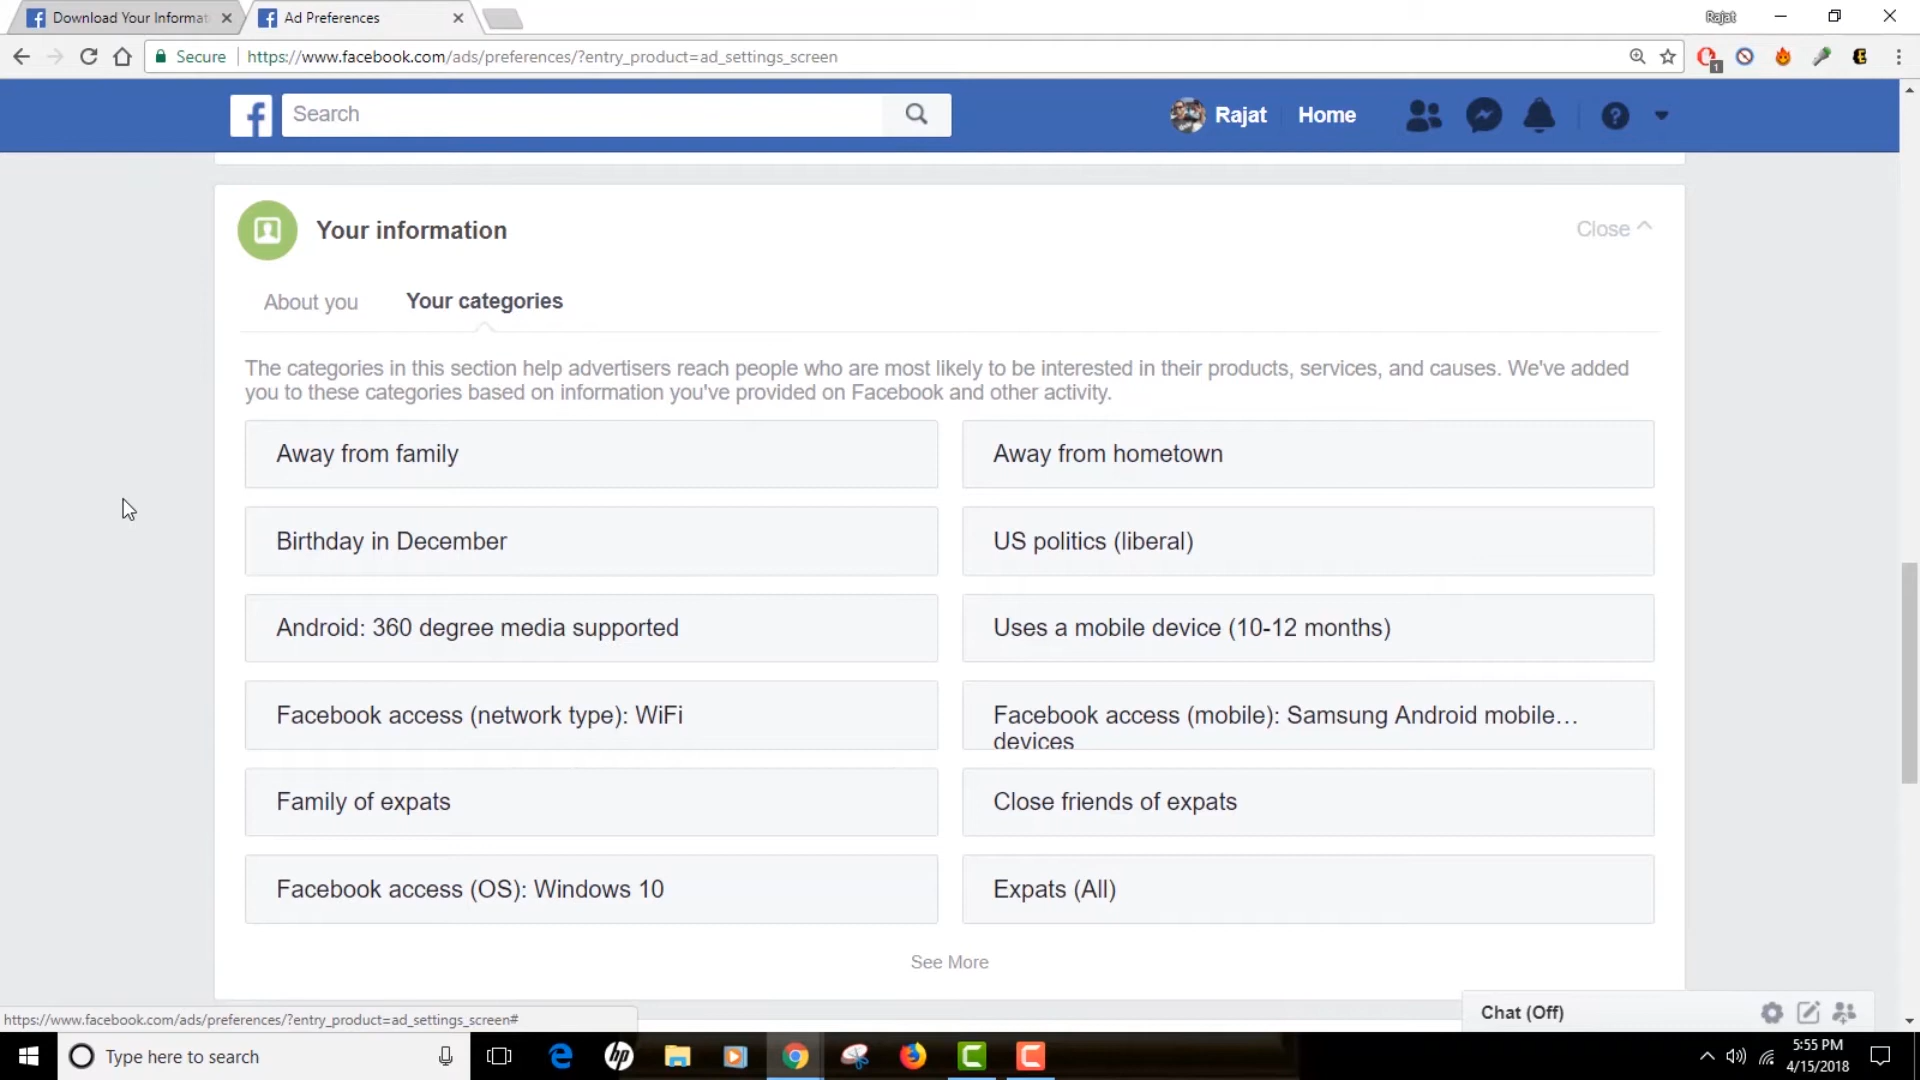 Download Your Informat
Ad Preferences
Rajat
Secure
https://www.facebook.com/ads/preferences/?entry_product=ad_settings_screen
1
Search
Rajat
Home
Your information
Close
About you
Your categories
The categories in this section help advertisers reach people who are most likely to be interested in their products, services, and causes. We've added
you to these categories based on information you've provided on Facebook and other activity.
Away from family
Away from hometown
Birthday in December
US politics (liberal)
Android: 360 degree media supported
Uses a mobile device (10-12 months)
Facebook access (network type): WiFi
Facebook access (mobile): Samsung Android mobile…
devices
Family of expats
Close friends of expats
Facebook access (OS): Windows 10
Expats (All)
See More
Chat (Off)
https://www.facebook.com/ads/preferences/?entry_product=ad_settings_screen#
Type here to search
5:55 PM
4/15/2018